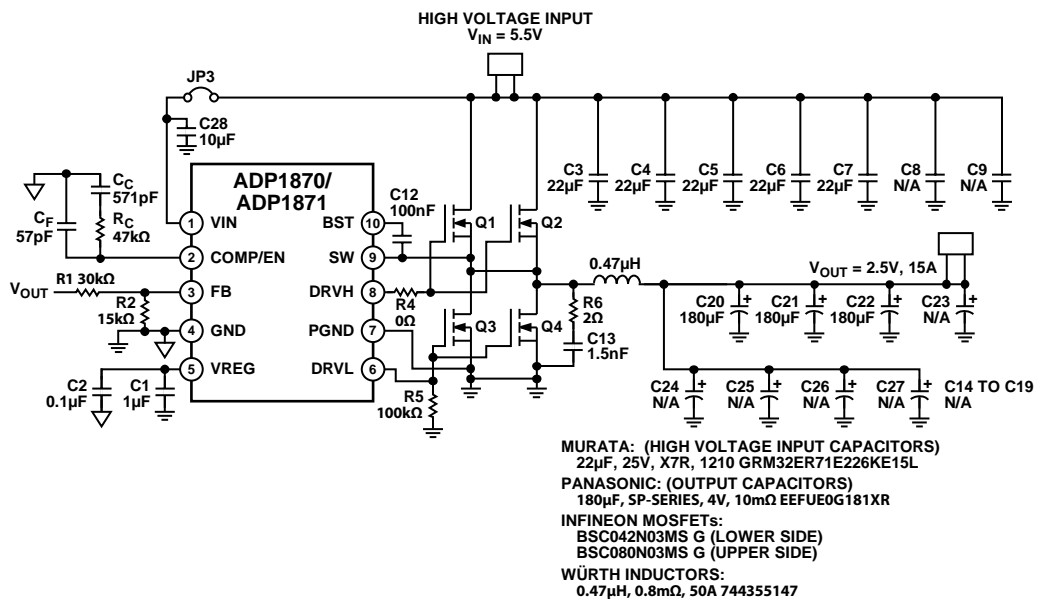 HIGH VOLTAGE INPUT
V_IN = 5.5V
JP3
C28
10µF
C3
22µF
C4
22µF
C5
22µF
C6
22µF
C7
22µF
C8
N/A
C9
N/A
ADP1870/
ADP1871
C_C
571pF
C_F
57pF
R_C
47kΩ
1 VIN
2 COMP/EN
3 FB
4 GND
5 VREG
BST 10
SW 9
DRVH 8
PGND 7
DRVL 6
C12
100nF
Q1
Q2
Q3
Q4
V_OUT
R1 30kΩ
R2
15kΩ
C2
0.1µF
C1
1µF
R4
0Ω
R5
100kΩ
0.47µH
R6
2Ω
C13
1.5nF
V_OUT = 2.5V, 15A
C20
180µF
+
C21
180µF
+
C22
180µF
+
C23
N/A
+
C24
N/A
+
C25
N/A
+
C26
N/A
+
C27
N/A
+
C14 TO C19
N/A
MURATA: (HIGH VOLTAGE INPUT CAPACITORS)
22µF, 25V, X7R, 1210 GRM32ER71E226KE15L
PANASONIC: (OUTPUT CAPACITORS)
180µF, SP-SERIES, 4V, 10mΩ EEFUE0G181XR
INFINEON MOSFETs:
BSC042N03MS G (LOWER SIDE)
BSC080N03MS G (UPPER SIDE)
WÜRTH INDUCTORS:
0.47µH, 0.8mΩ, 50A 744355147